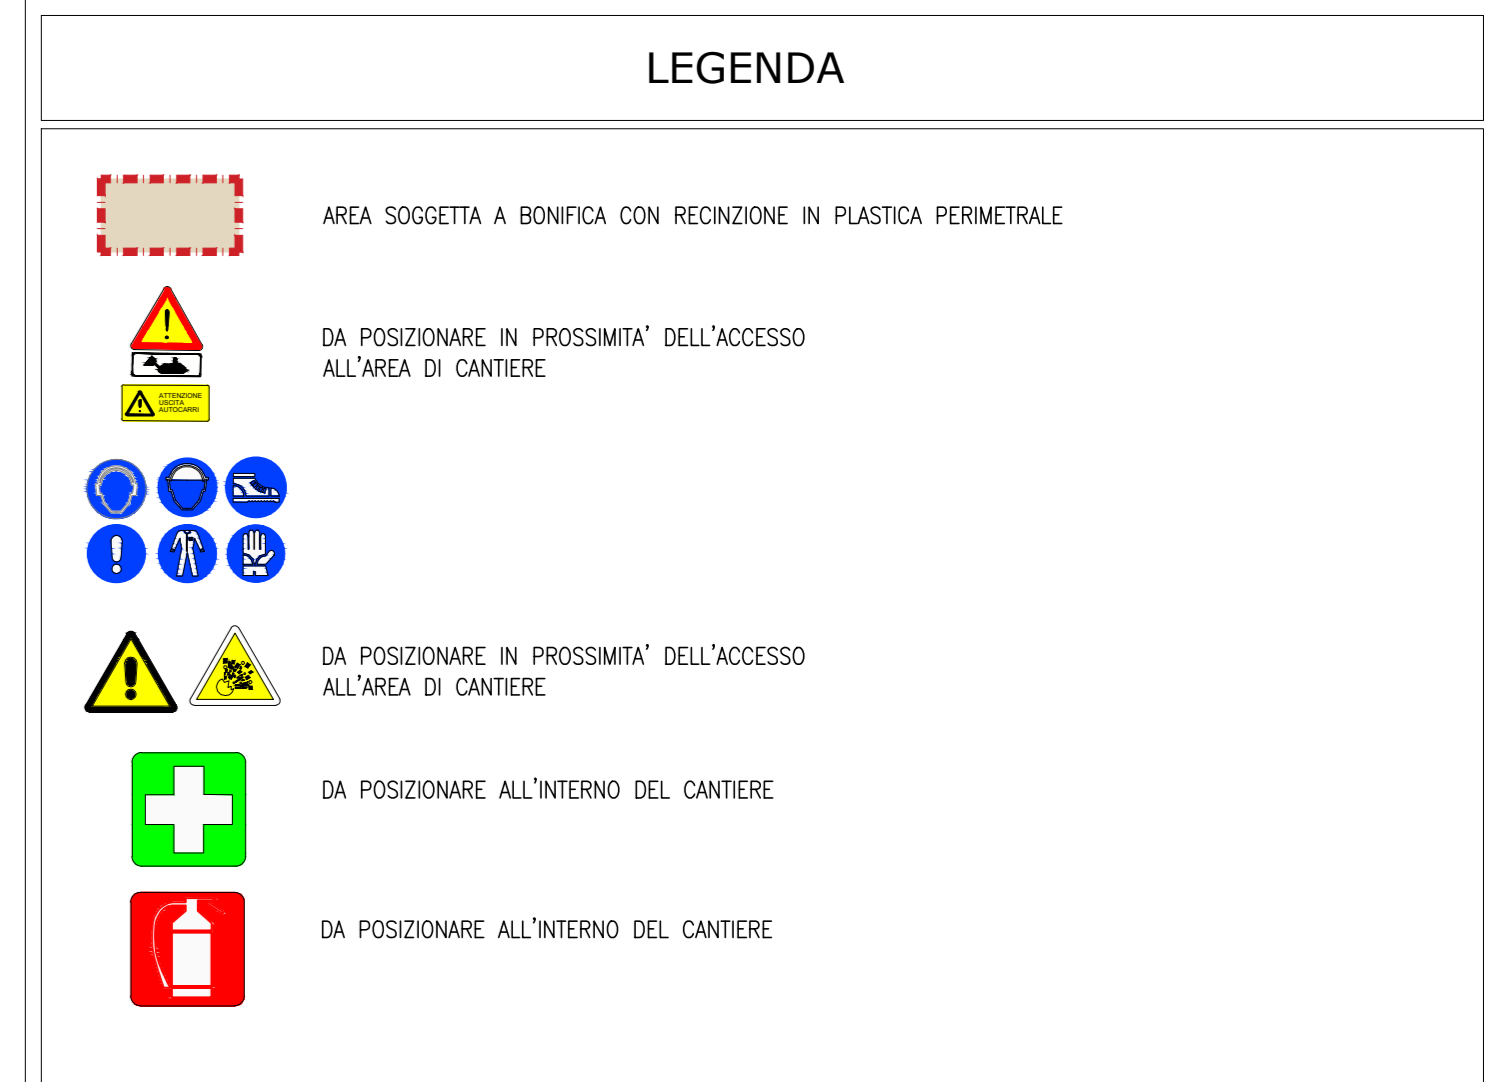 LEGENDA
AREA SOGGETTA A BONIFICA CON RECINZIONE IN PLASTICA PERIMETRALE
DA POSIZIONARE IN PROSSIMITA' DELL'ACCESSO
ALL'AREA DI CANTIERE
ATTENZIONE
USCITA
AUTOCARRI
DA POSIZIONARE IN PROSSIMITA' DELL'ACCESSO
ALL'AREA DI CANTIERE
DA POSIZIONARE ALL'INTERNO DEL CANTIERE
DA POSIZIONARE ALL'INTERNO DEL CANTIERE